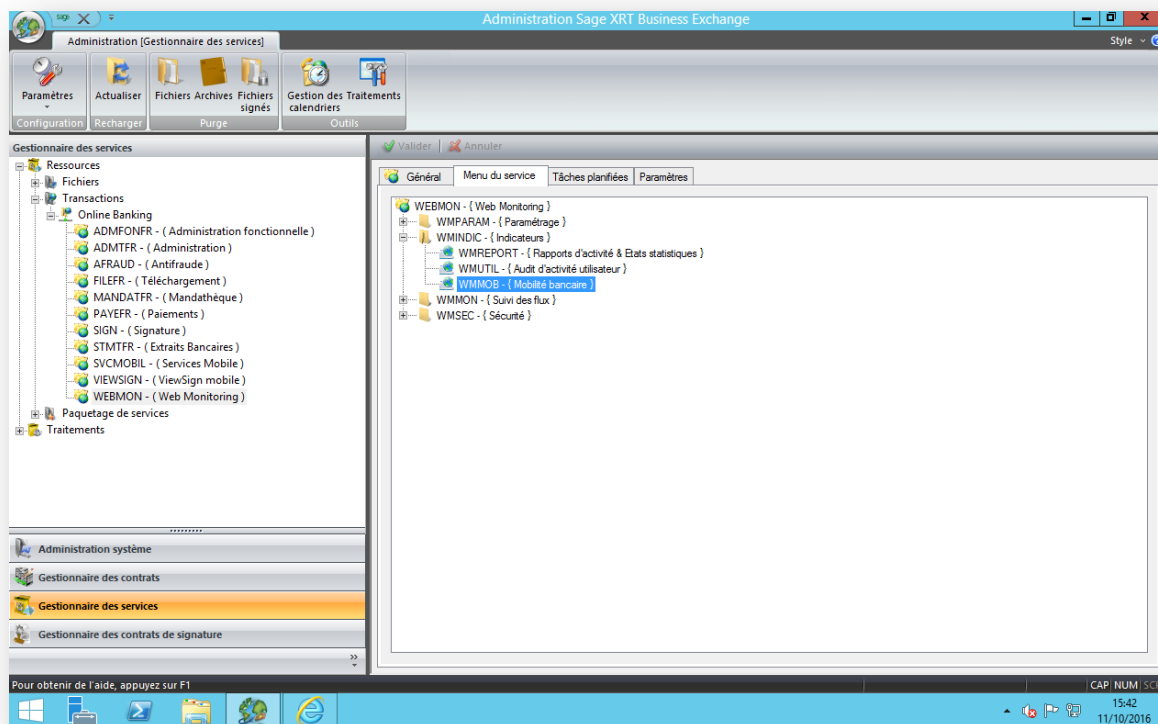 sage
Administration Sage XRT Business Exchange
Administration [Gestionnaire des services]
Style
Paramètres
Actualiser
Fichiers
Archives
Fichiers signés
Gestion des calendriers
Traitements
Configuration
Recharger
Purge
Outils
Gestionnaire des services
Ressources
Fichiers
Transactions
Online Banking
ADMFONFR - ( Administration fonctionnelle )
ADMTFR - ( Administration )
AFRAUD - ( Antifraude )
FILEFR - ( Téléchargement )
MANDATFR - ( Mandathèque )
PAYEFR - ( Paiements )
SIGN - ( Signature )
STMTFR - ( Extraits Bancaires )
SVCMOBIL - ( Services Mobile )
VIEWSIGN - ( ViewSign mobile )
WEBMON - ( Web Monitoring )
Paquetage de services
Traitements
Administration système
Gestionnaire des contrats
Gestionnaire des services
Gestionnaire des contrats de signature
Valider
Annuler
Général
Menu du service
Tâches planifiées
Paramètres
WEBMON - { Web Monitoring }
WMPARAM - { Paramétrage }
WMINDIC - { Indicateurs }
WMREPORT - { Rapports d'activité & Etats statistiques }
WMUTIL - { Audit d'activité utilisateur }
WMMOB - { Mobilité bancaire }
WMMON - { Suivi des flux }
WMSEC - { Sécurité }
Pour obtenir de l'aide, appuyez sur F1
CAP NUM SC
15:42
11/10/2016